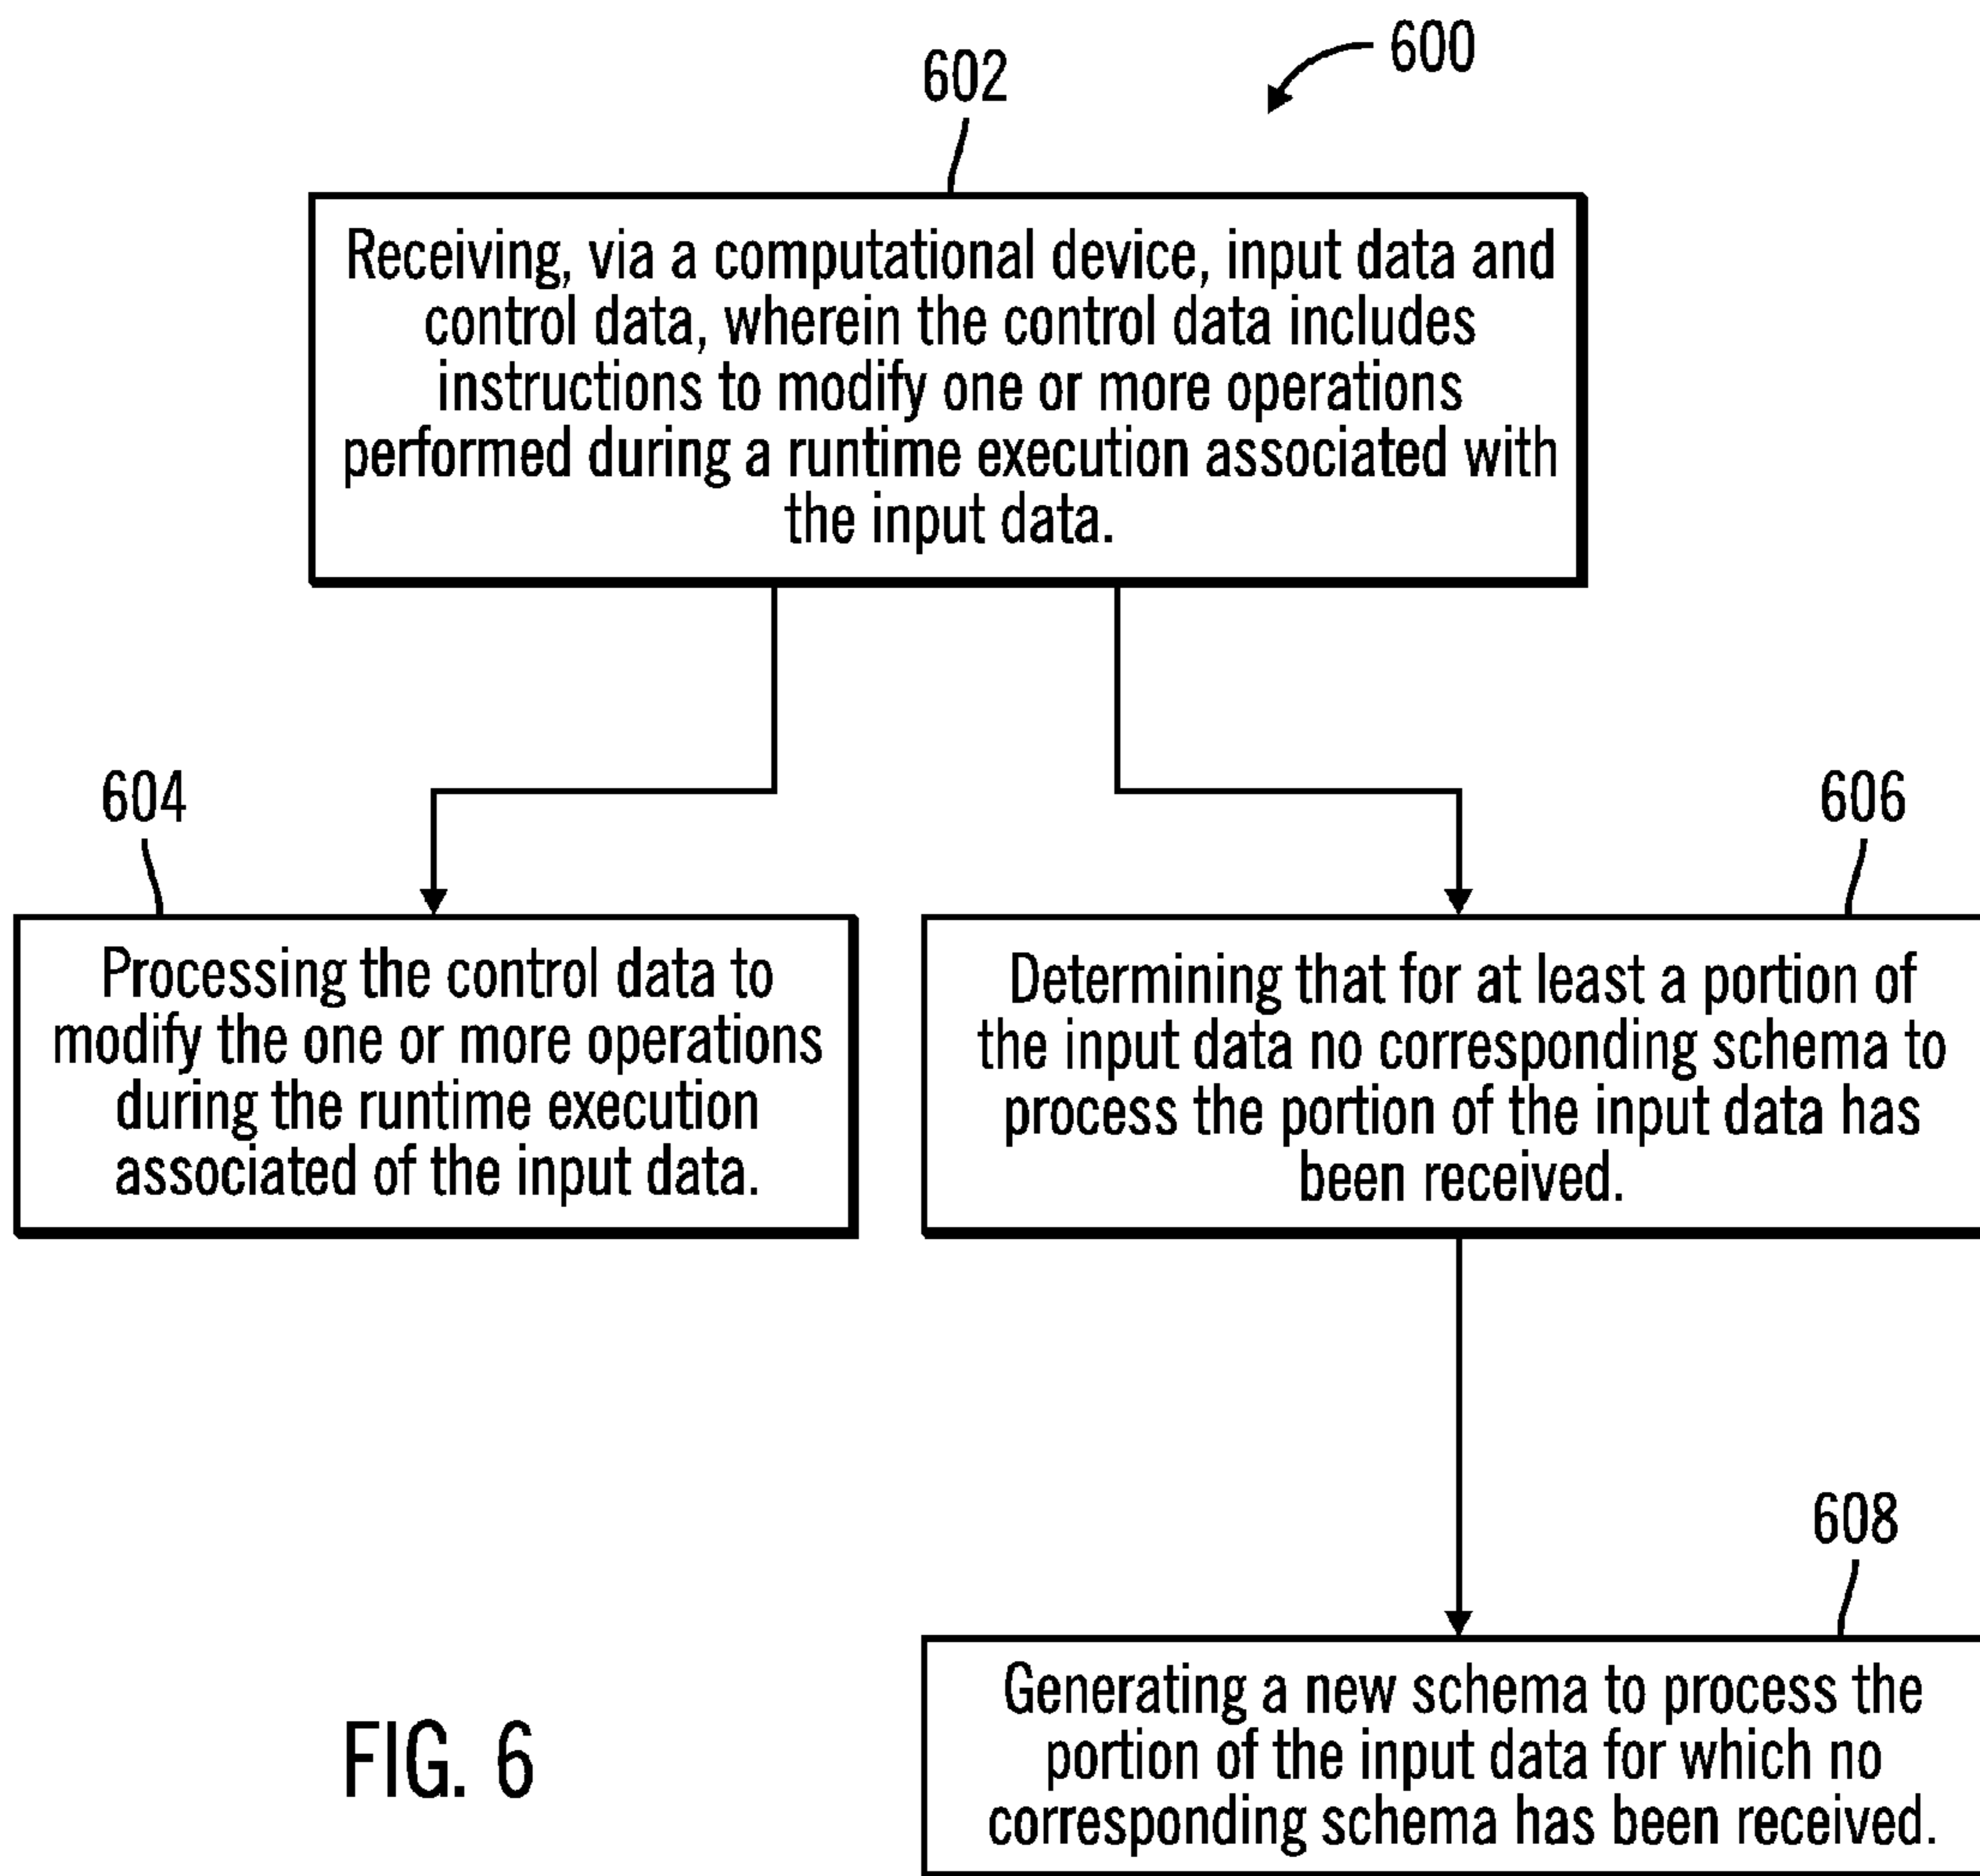 600
602
Receiving, via a computational device, input data and
control data, wherein the control data includes
instructions to modify one or more operations
performed during a runtime execution associated with
the input data.
604
Processing the control data to
modify the one or more operations
during the runtime execution
associated of the input data.
606
Determining that for at least a portion of
the input data no corresponding schema to
process the portion of the input data has
been received.
608
Generating a new schema to process the
portion of the input data for which no
corresponding schema has been received.
FIG. 6